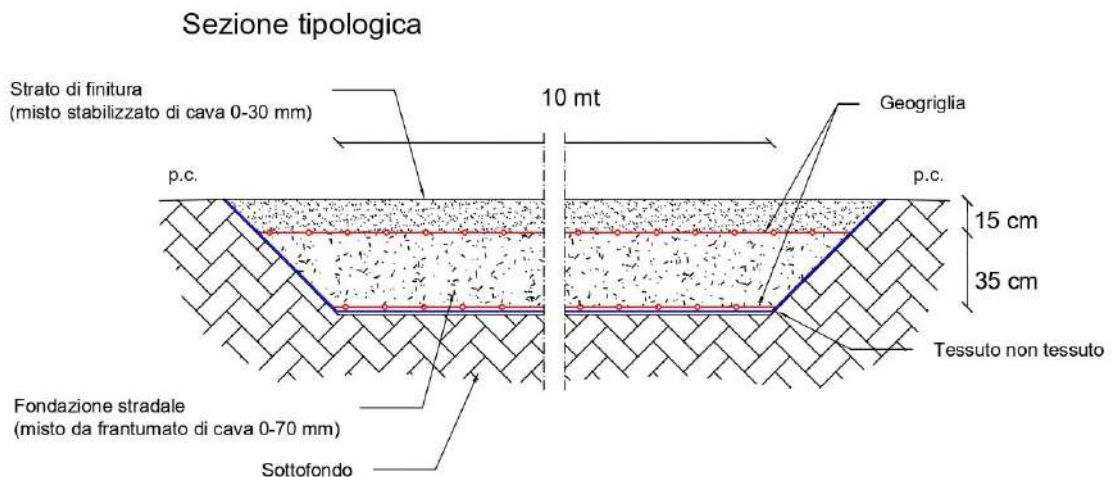 Sezione tipologica
Strato di finitura
(misto stabilizzato di cava 0-30 mm)
10 mt
Geogriglia
p.c.
p.c.
15 cm
35 cm
Tessuto non tessuto
Fondazione stradale
(misto da frantumato di cava 0-70 mm)
Sottofondo